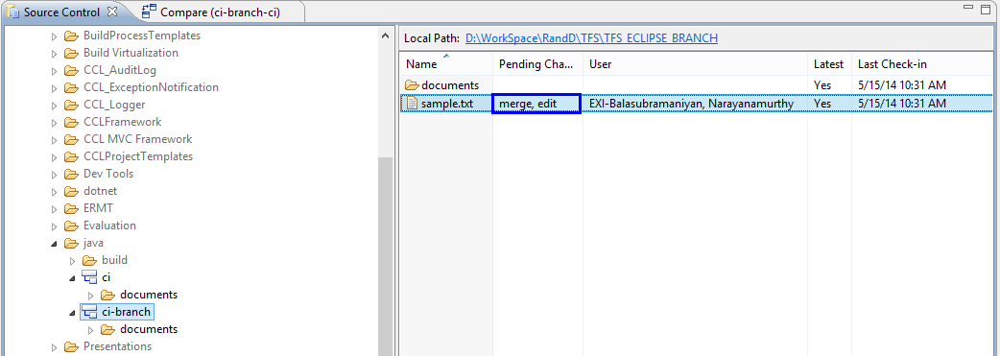 Source Control
Compare (ci-branch-ci)
BuildProcessTemplates
Build Virtualization
CCL_AuditLog
CCL_ExceptionNotification
CCL_Logger
CCLFramework
CCL MVC Framework
CCLProjectTemplates
Dev Tools
dotnet
ERMT
Evaluation
java
build
ci
documents
ci-branch
documents
Presentations
Local Path: D:\WorkSpace\RandD\TFS\TFS_ECLIPSE_BRANCH
Name Pending Cha... User Latest Last Check-in
documents Yes 5/15/14 10:31 AM
sample.txt merge, edit EXI-Balasubramaniyan, Narayanamurthy Yes 5/15/14 10:31 AM